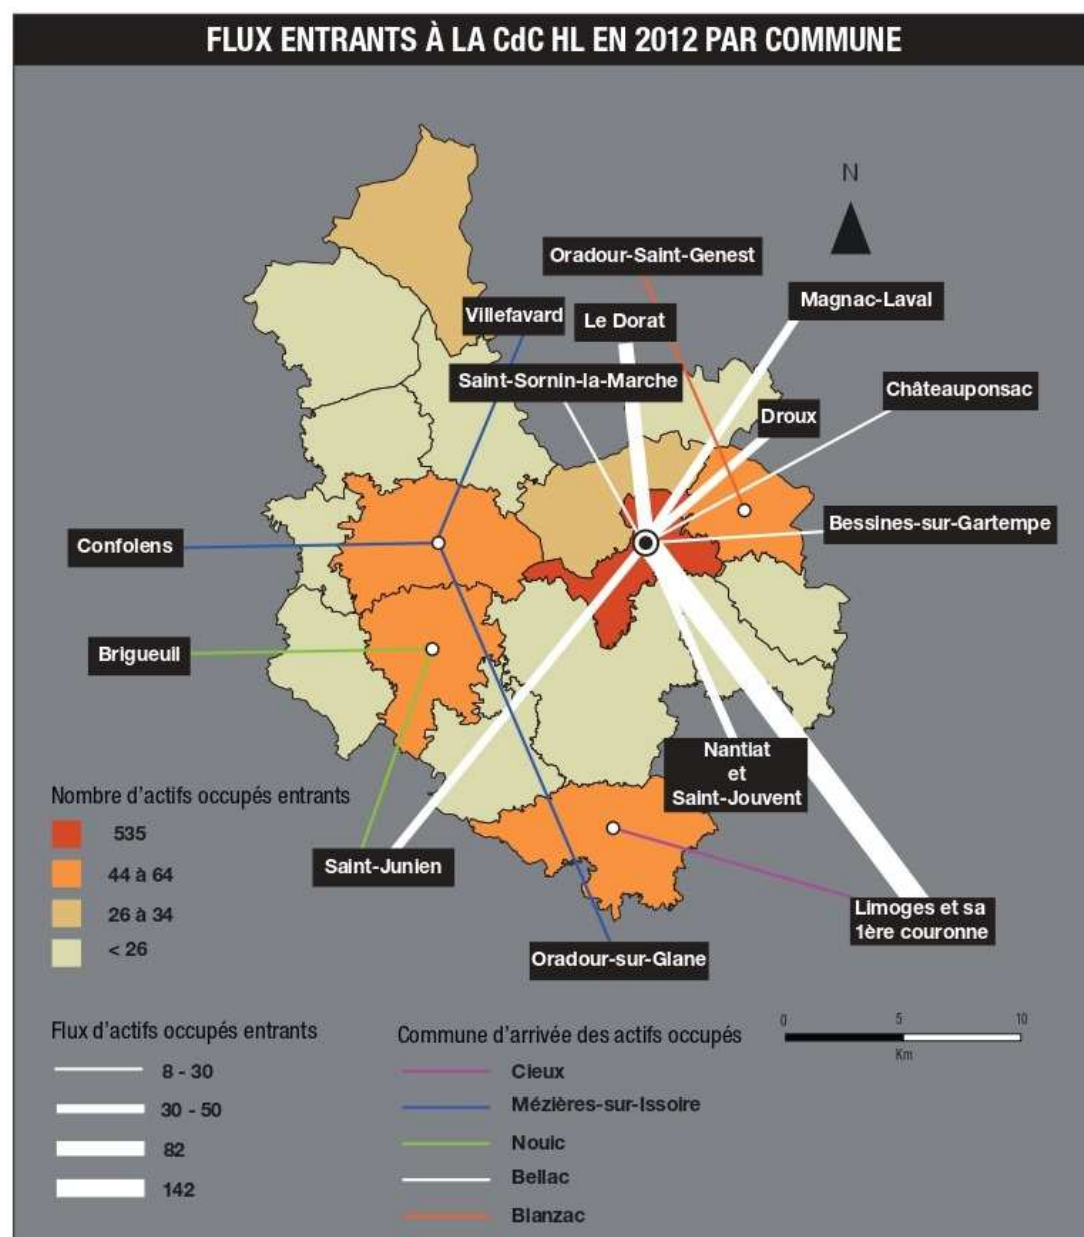 FLUX ENTRANTS À LA CdC HL EN 2012 PAR COMMUNE
N
Oradour-Saint-Genest
Magnac-Laval
Villefavard
Le Dorat
Saint-Sornin-la-Marche
Châteauponsac
Droux
Bessines-sur-Gartempe
Confolens
Brigueuil
Nantiat
et
Saint-Jouvent
Saint-Junien
Limoges et sa
1ère couronne
Oradour-sur-Glane
Nombre d'actifs occupés entrants
535
44 à 64
26 à 34
< 26
Flux d'actifs occupés entrants
8 - 30
30 - 50
82
142
Commune d'arrivée des actifs occupés
Cieux
Mézières-sur-Issoire
Nouic
Bellac
Blanzac
0 5 10
Km